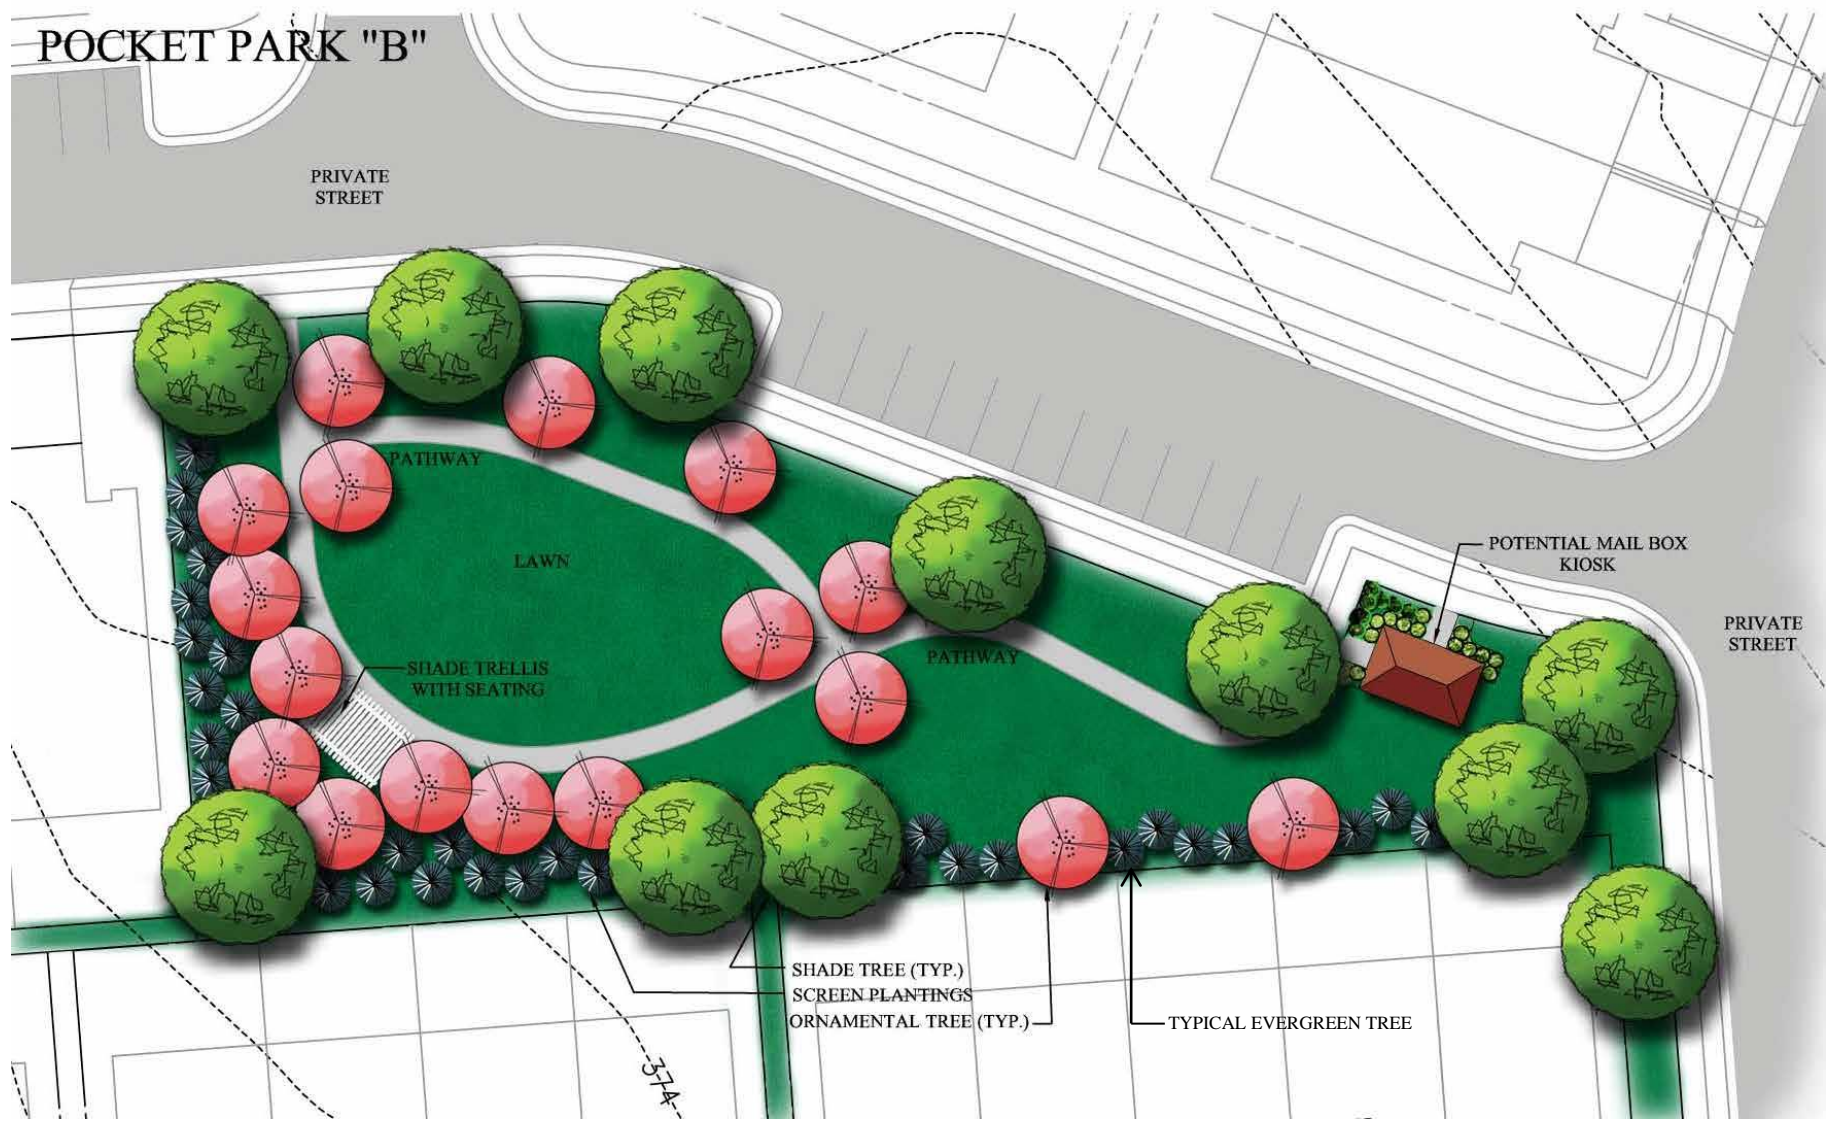 POCKET PARK "B"
PRIVATE
STREET
PATHWAY
LAWN
POTENTIAL MAIL BOX
KIOSK
PRIVATE
STREET
PATHWAY
SHADE TRELLIS
WITH SEATING
SHADE TREE (TYP.)
SCREEN PLANTINGS
ORNAMENTAL TREE (TYP.)
TYPICAL EVERGREEN TREE
374